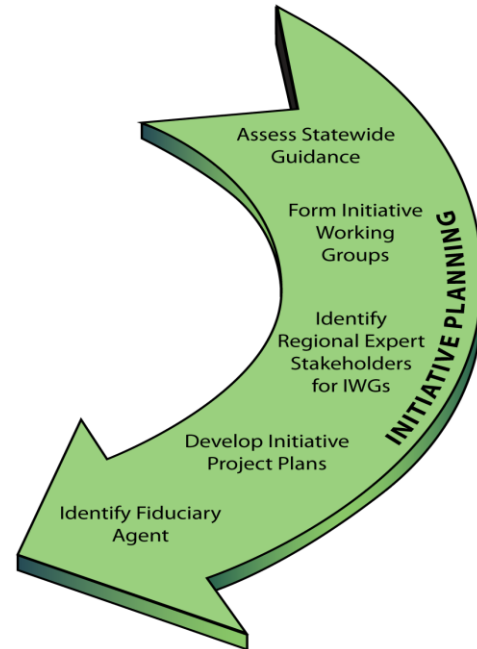 Assess Statewide
Guidance
Form Initiative
Working
Groups
Identify
Regional Expert
Stakeholders
for IWGs
Develop Initiative
Project Plans
Identify Fiduciary
Agent
INITIATIVE PLANNING